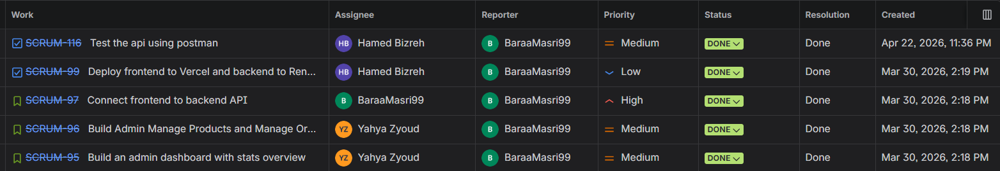 Work Assignee Reporter Priority Status Resolution Created
SCRUM-116 Test the api using postman HB Hamed Bizreh B BaraaMasri99 Medium DONE Done Apr 22, 2026, 11:36 PM
SCRUM-99 Deploy frontend to Vercel and backend to Ren... HB Hamed Bizreh B BaraaMasri99 Low DONE Done Mar 30, 2026, 2:19 PM
SCRUM-97 Connect frontend to backend API B BaraaMasri99 B BaraaMasri99 High DONE Done Mar 30, 2026, 2:18 PM
SCRUM-96 Build Admin Manage Products and Manage Or... YZ Yahya Zyoud B BaraaMasri99 Medium DONE Done Mar 30, 2026, 2:18 PM
SCRUM-95 Build an admin dashboard with stats overview YZ Yahya Zyoud B BaraaMasri99 Medium DONE Done Mar 30, 2026, 2:18 PM